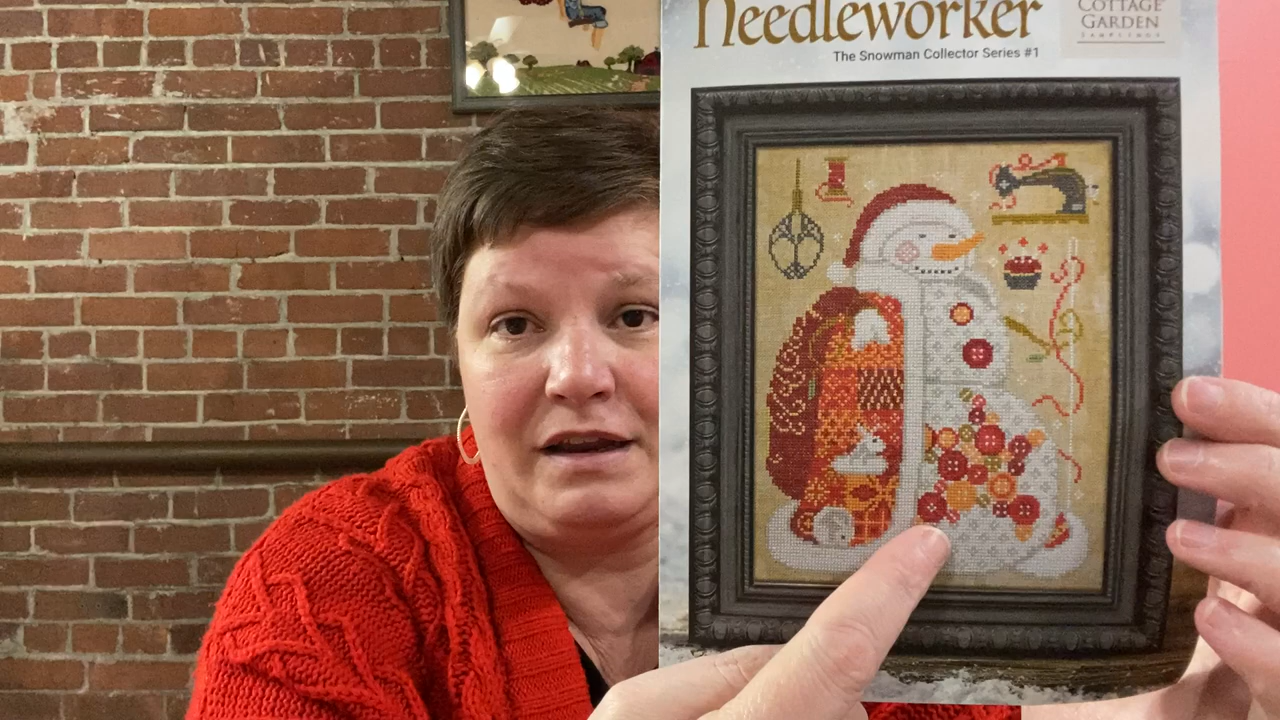 Needleworker
The Snowman Collector Series #1
COTTAGE
GARDEN
SAMPLINGS